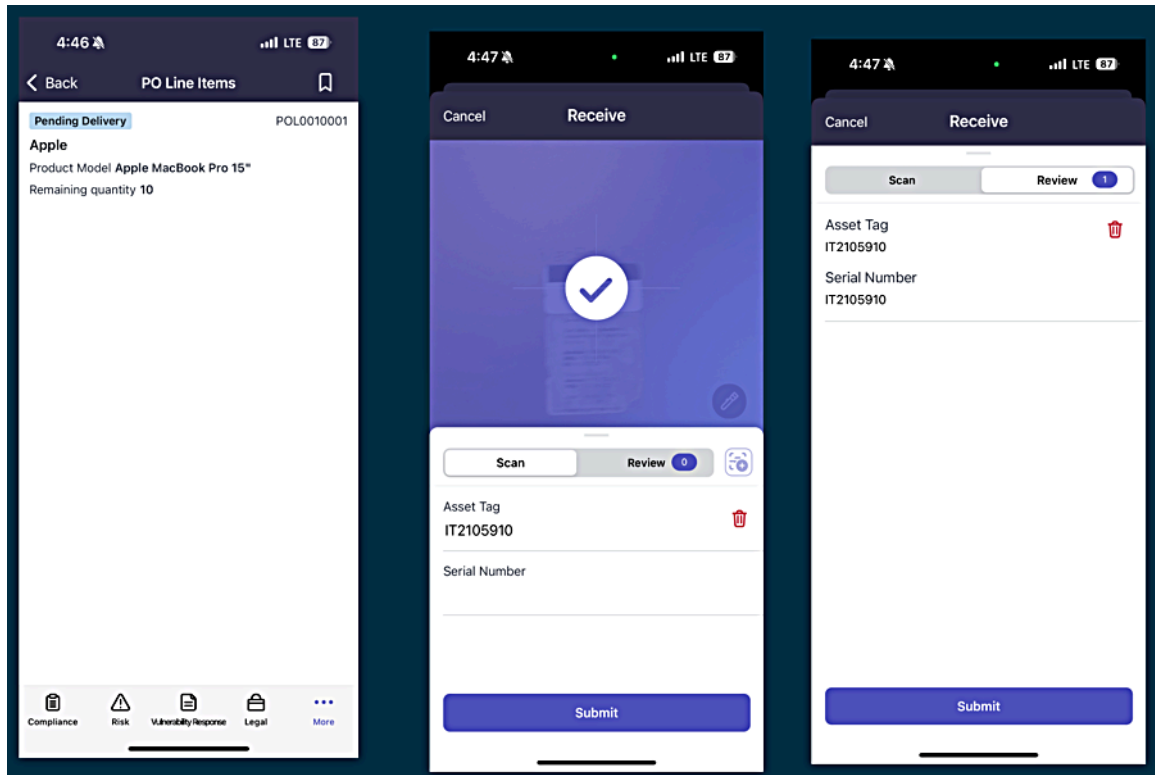 4:46
LTE 87
Back
PO Line Items
Pending Delivery
POL0010001
Apple
Product Model Apple MacBook Pro 15"
Remaining quantity 10
Compliance
Risk
Vulnerability Response
Legal
More
4:47
LTE 87
Cancel
Receive
Scan
Review 0
Asset Tag
IT2105910
Serial Number
Submit
4:47
LTE 87
Cancel
Receive
Scan
Review 1
Asset Tag
IT2105910
Serial Number
IT2105910
Submit